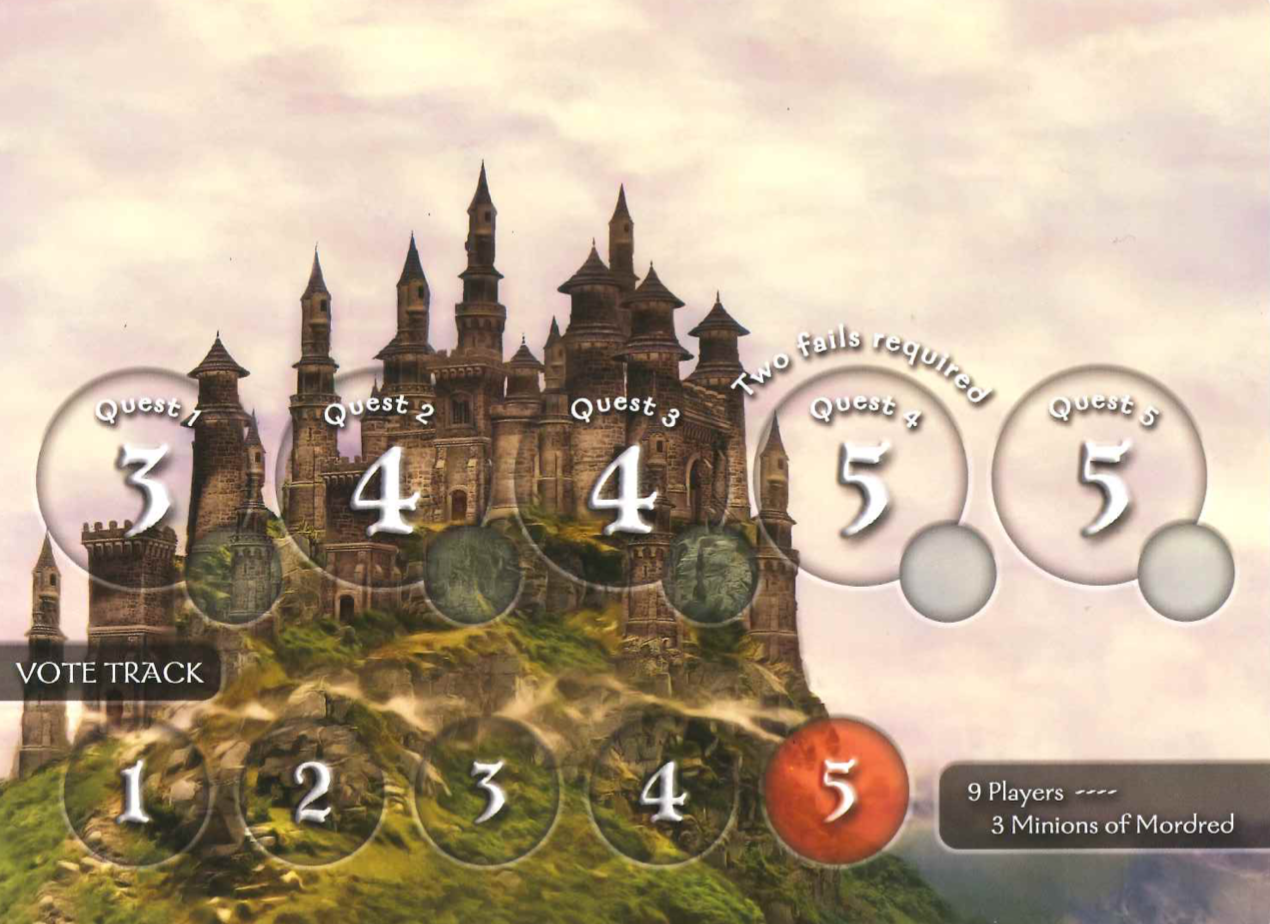 Two fails required
Quest 1
Quest 2
Quest 3
Quest 4
Quest 5
3
4
4
5
5
VOTE TRACK
1
2
3
4
5
9 Players ----
3 Minions of Mordred